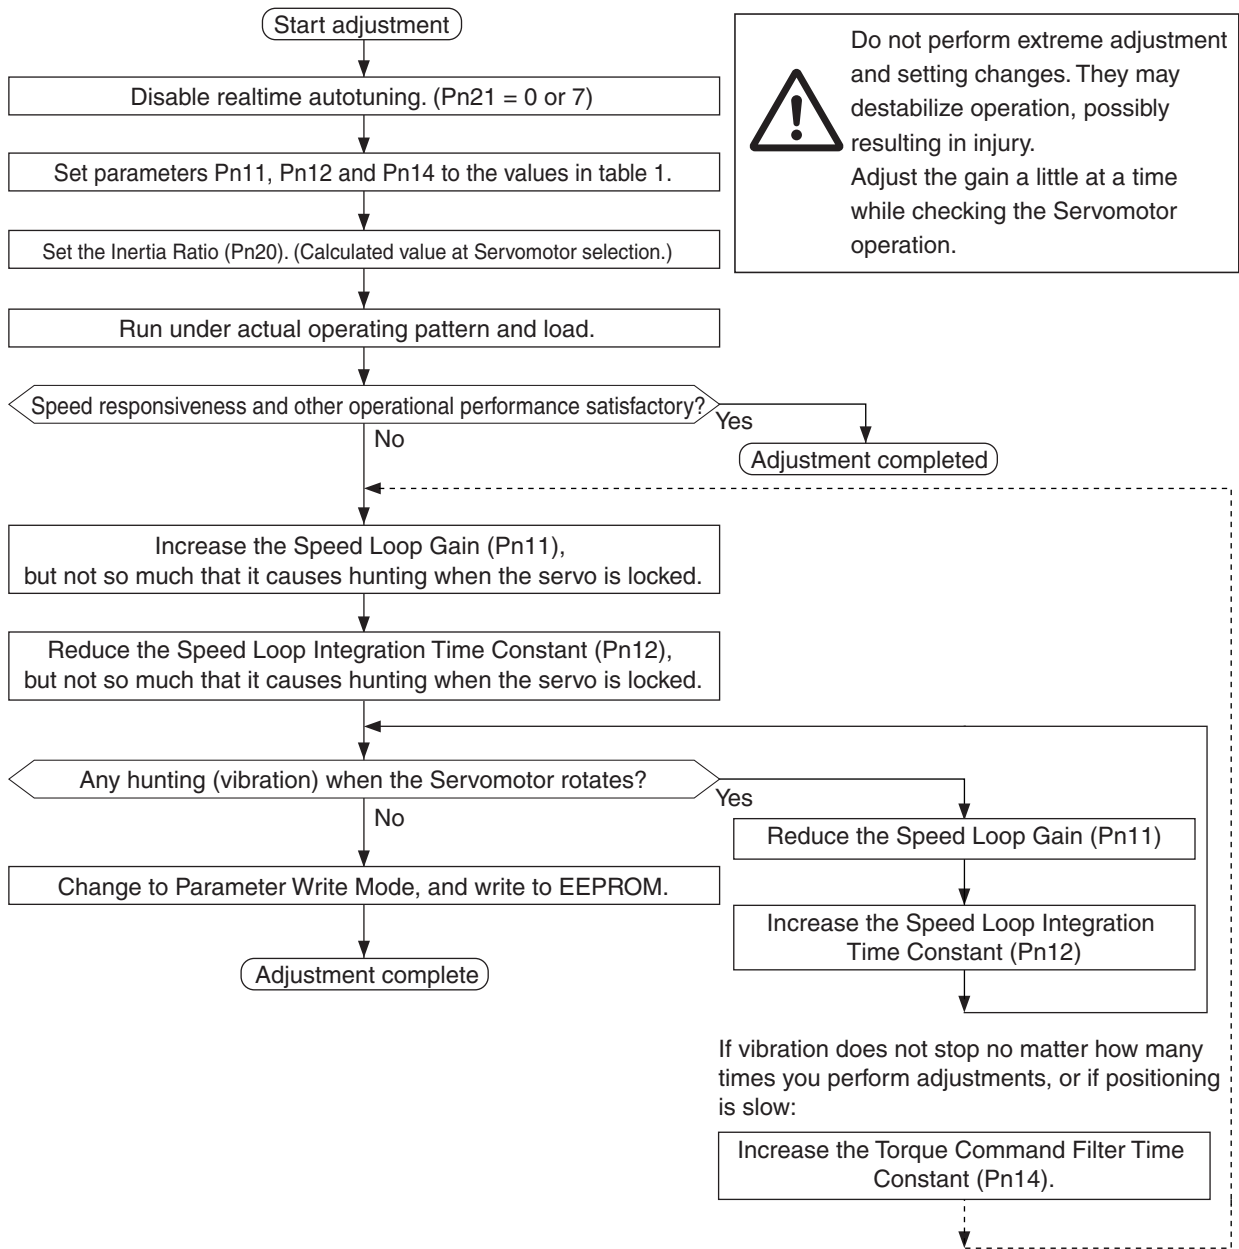 Start adjustment
Do not perform extreme adjustment
and setting changes. They may
destabilize operation, possibly
resulting in injury.
Adjust the gain a little at a time
while checking the Servomotor
operation.
Disable realtime autotuning. (Pn21 = 0 or 7)
Set parameters Pn11, Pn12 and Pn14 to the values in table 1.
Set the Inertia Ratio (Pn20). (Calculated value at Servomotor selection.)
Run under actual operating pattern and load.
Speed responsiveness and other operational performance satisfactory?
Yes
No
Adjustment completed
Increase the Speed Loop Gain (Pn11),
but not so much that it causes hunting when the servo is locked.
Reduce the Speed Loop Integration Time Constant (Pn12),
but not so much that it causes hunting when the servo is locked.
Any hunting (vibration) when the Servomotor rotates?
Yes
No
Reduce the Speed Loop Gain (Pn11)
Change to Parameter Write Mode, and write to EEPROM.
Increase the Speed Loop Integration
Time Constant (Pn12)
Adjustment complete
If vibration does not stop no matter how many
times you perform adjustments, or if positioning
is slow:
Increase the Torque Command Filter Time
Constant (Pn14).